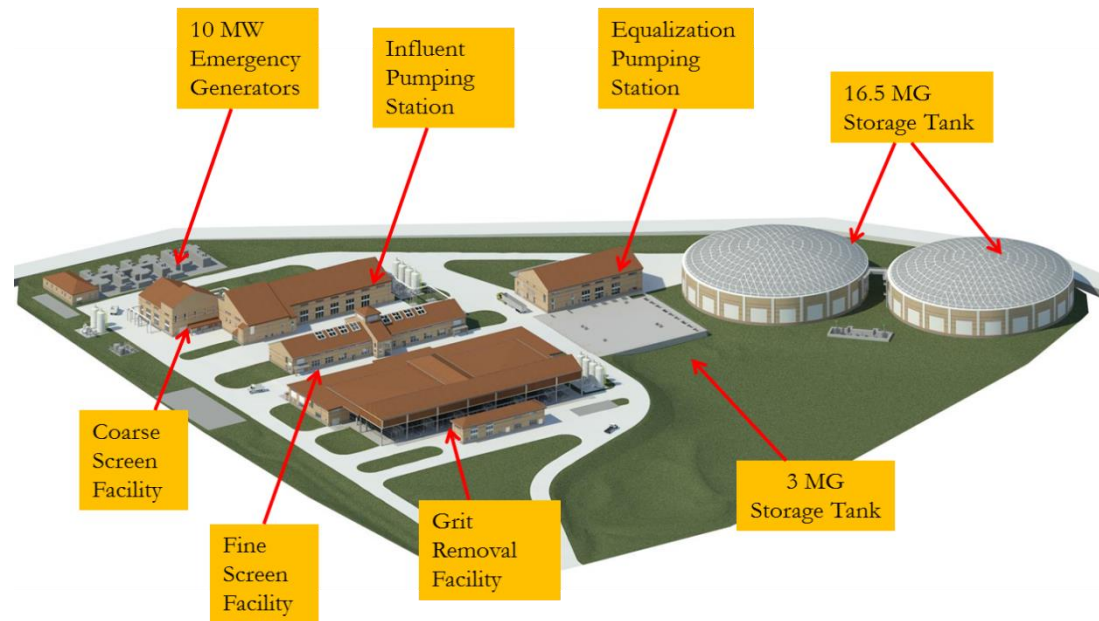 10 MW
Emergency
Generators
Influent
Pumping
Station
Equalization
Pumping
Station
16.5 MG
Storage Tank
Coarse
Screen
Facility
Fine
Screen
Facility
Grit
Removal
Facility
3 MG
Storage Tank